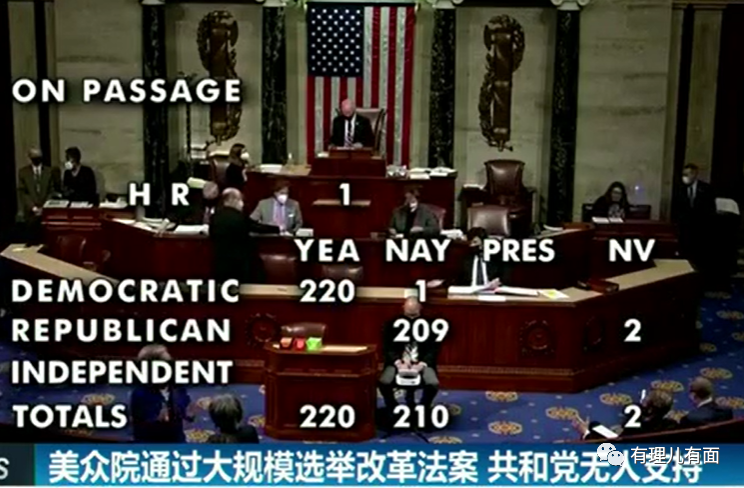 ON PASSAGE
H R 1
YEA NAY PRES NV
DEMOCRATIC 220 1
REPUBLICAN 209 2
INDEPENDENT
TOTALS 220 210 2
S 美众院通过大规模选举改革法案 共和党无人支持
有理儿有面